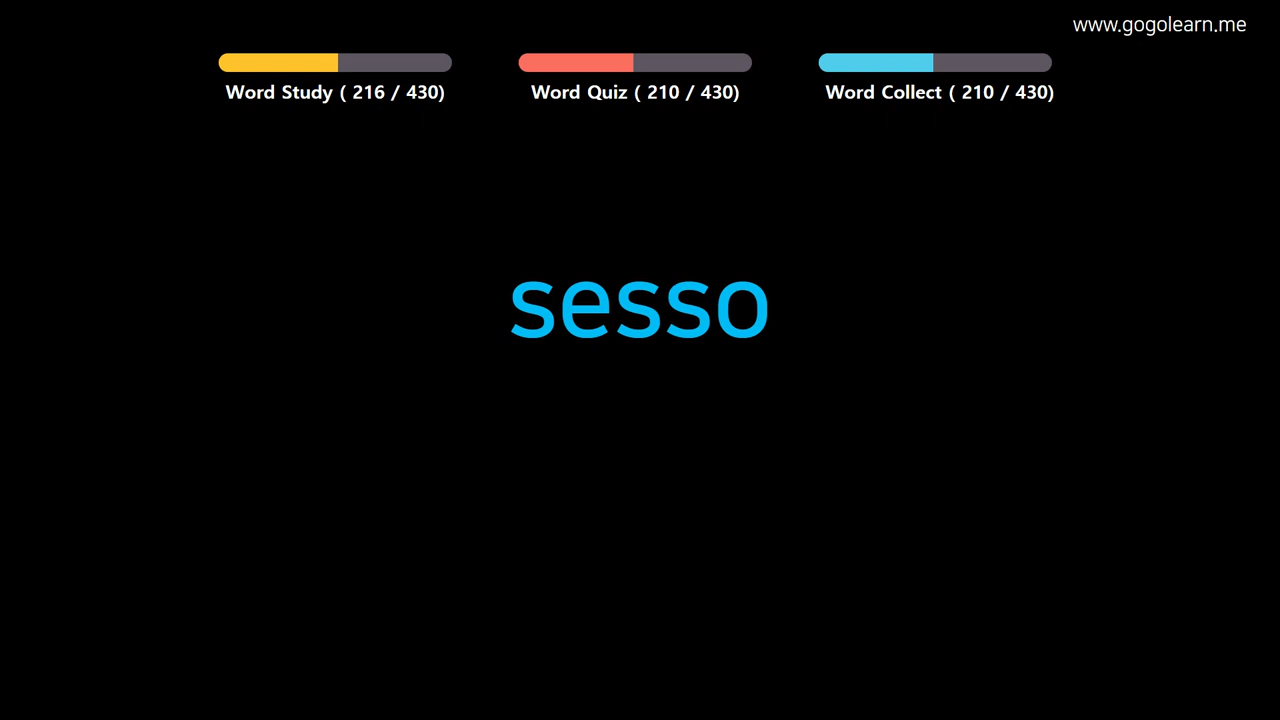 www.gogolearn.me
Word Study ( 216 / 430)
Word Quiz ( 210 / 430)
Word Collect ( 210 / 430)
sesso